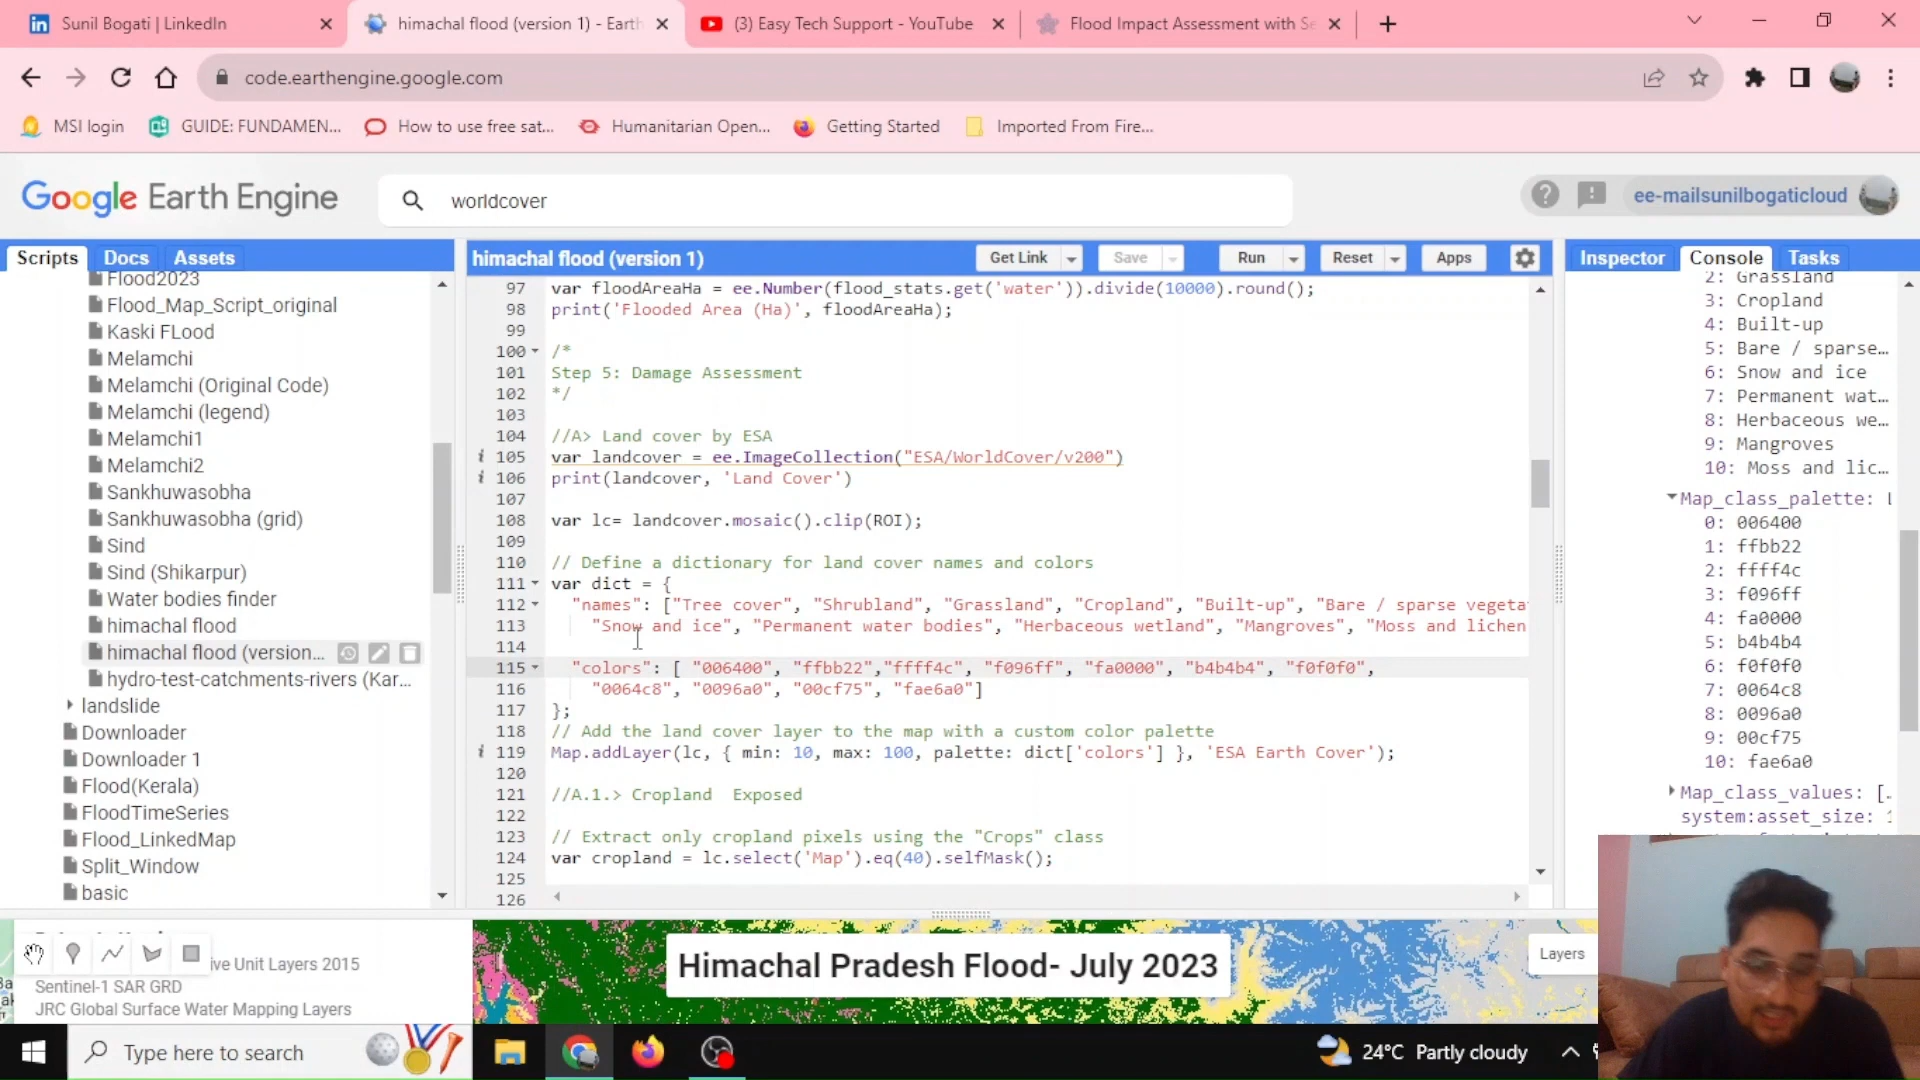 Sunil Bogati | LinkedIn
himachal flood (version 1) - Earth
(3) Easy Tech Support - YouTube
Flood Impact Assessment with Se
code.earthengine.google.com
MSI login
GUIDE: FUNDAMEN...
How to use free sat...
Humanitarian Open...
Getting Started
Imported From Fire...
Google Earth Engine
worldcover
ee-mailsunilbogaticloud
Scripts
Docs
Assets
Flood2023
Flood_Map_Script_original
Kaski FLood
Melamchi
Melamchi (Original Code)
Melamchi (legend)
Melamchi1
Melamchi2
Sankhuwasobha
Sankhuwasobha (grid)
Sind
Sind (Shikarpur)
Water bodies finder
himachal flood
himachal flood (version...
hydro-test-catchments-rivers (Kar...
landslide
Downloader
Downloader 1
Flood(Kerala)
FloodTimeSeries
Flood_LinkedMap
Split_Window
basic
himachal flood (version 1)
Get Link
Save
Run
Reset
Apps
97 var floodAreaHa = ee.Number(flood_stats.get('water')).divide(10000).round();
98 print('Flooded Area (Ha)', floodAreaHa);
99
100 /*
101 Step 5: Damage Assessment
102 */
103
104 //A> Land cover by ESA
105 var landcover = ee.ImageCollection("ESA/WorldCover/v200")
106 print(landcover, 'Land Cover')
107
108 var lc= landcover.mosaic().clip(ROI);
109
110 // Define a dictionary for land cover names and colors
111 var dict = {
112 "names": ["Tree cover", "Shrubland", "Grassland", "Cropland", "Built-up", "Bare / sparse vegeta
113 "Snow and ice", "Permanent water bodies", "Herbaceous wetland", "Mangroves", "Moss and lichen
114
115 "colors": [ "006400", "ffbb22","ffff4c", "f096ff", "fa0000", "b4b4b4", "f0f0f0",
116 "0064c8", "0096a0", "00cf75", "fae6a0"]
117 };
118 // Add the land cover layer to the map with a custom color palette
119 Map.addLayer(lc, { min: 10, max: 100, palette: dict['colors'] }, 'ESA Earth Cover');
120
121 //A.1.> Cropland  Exposed
122
123 // Extract only cropland pixels using the "Crops" class
124 var cropland = lc.select('Map').eq(40).selfMask();
125
126
Inspector
Console
Tasks
2: Grassland
3: Cropland
4: Built-up
5: Bare / sparse…
6: Snow and ice
7: Permanent wat…
8: Herbaceous we…
9: Mangroves
10: Moss and lic…
Map_class_palette:
0: 006400
1: ffbb22
2: ffff4c
3: f096ff
4: fa0000
5: b4b4b4
6: f0f0f0
7: 0064c8
8: 0096a0
9: 00cf75
10: fae6a0
Map_class_values: [
system:asset_size:
ive Unit Layers 2015
Sentinel-1 SAR GRD
JRC Global Surface Water Mapping Layers
Himachal Pradesh Flood- July 2023
Layers
Type here to search
24°C Partly cloudy